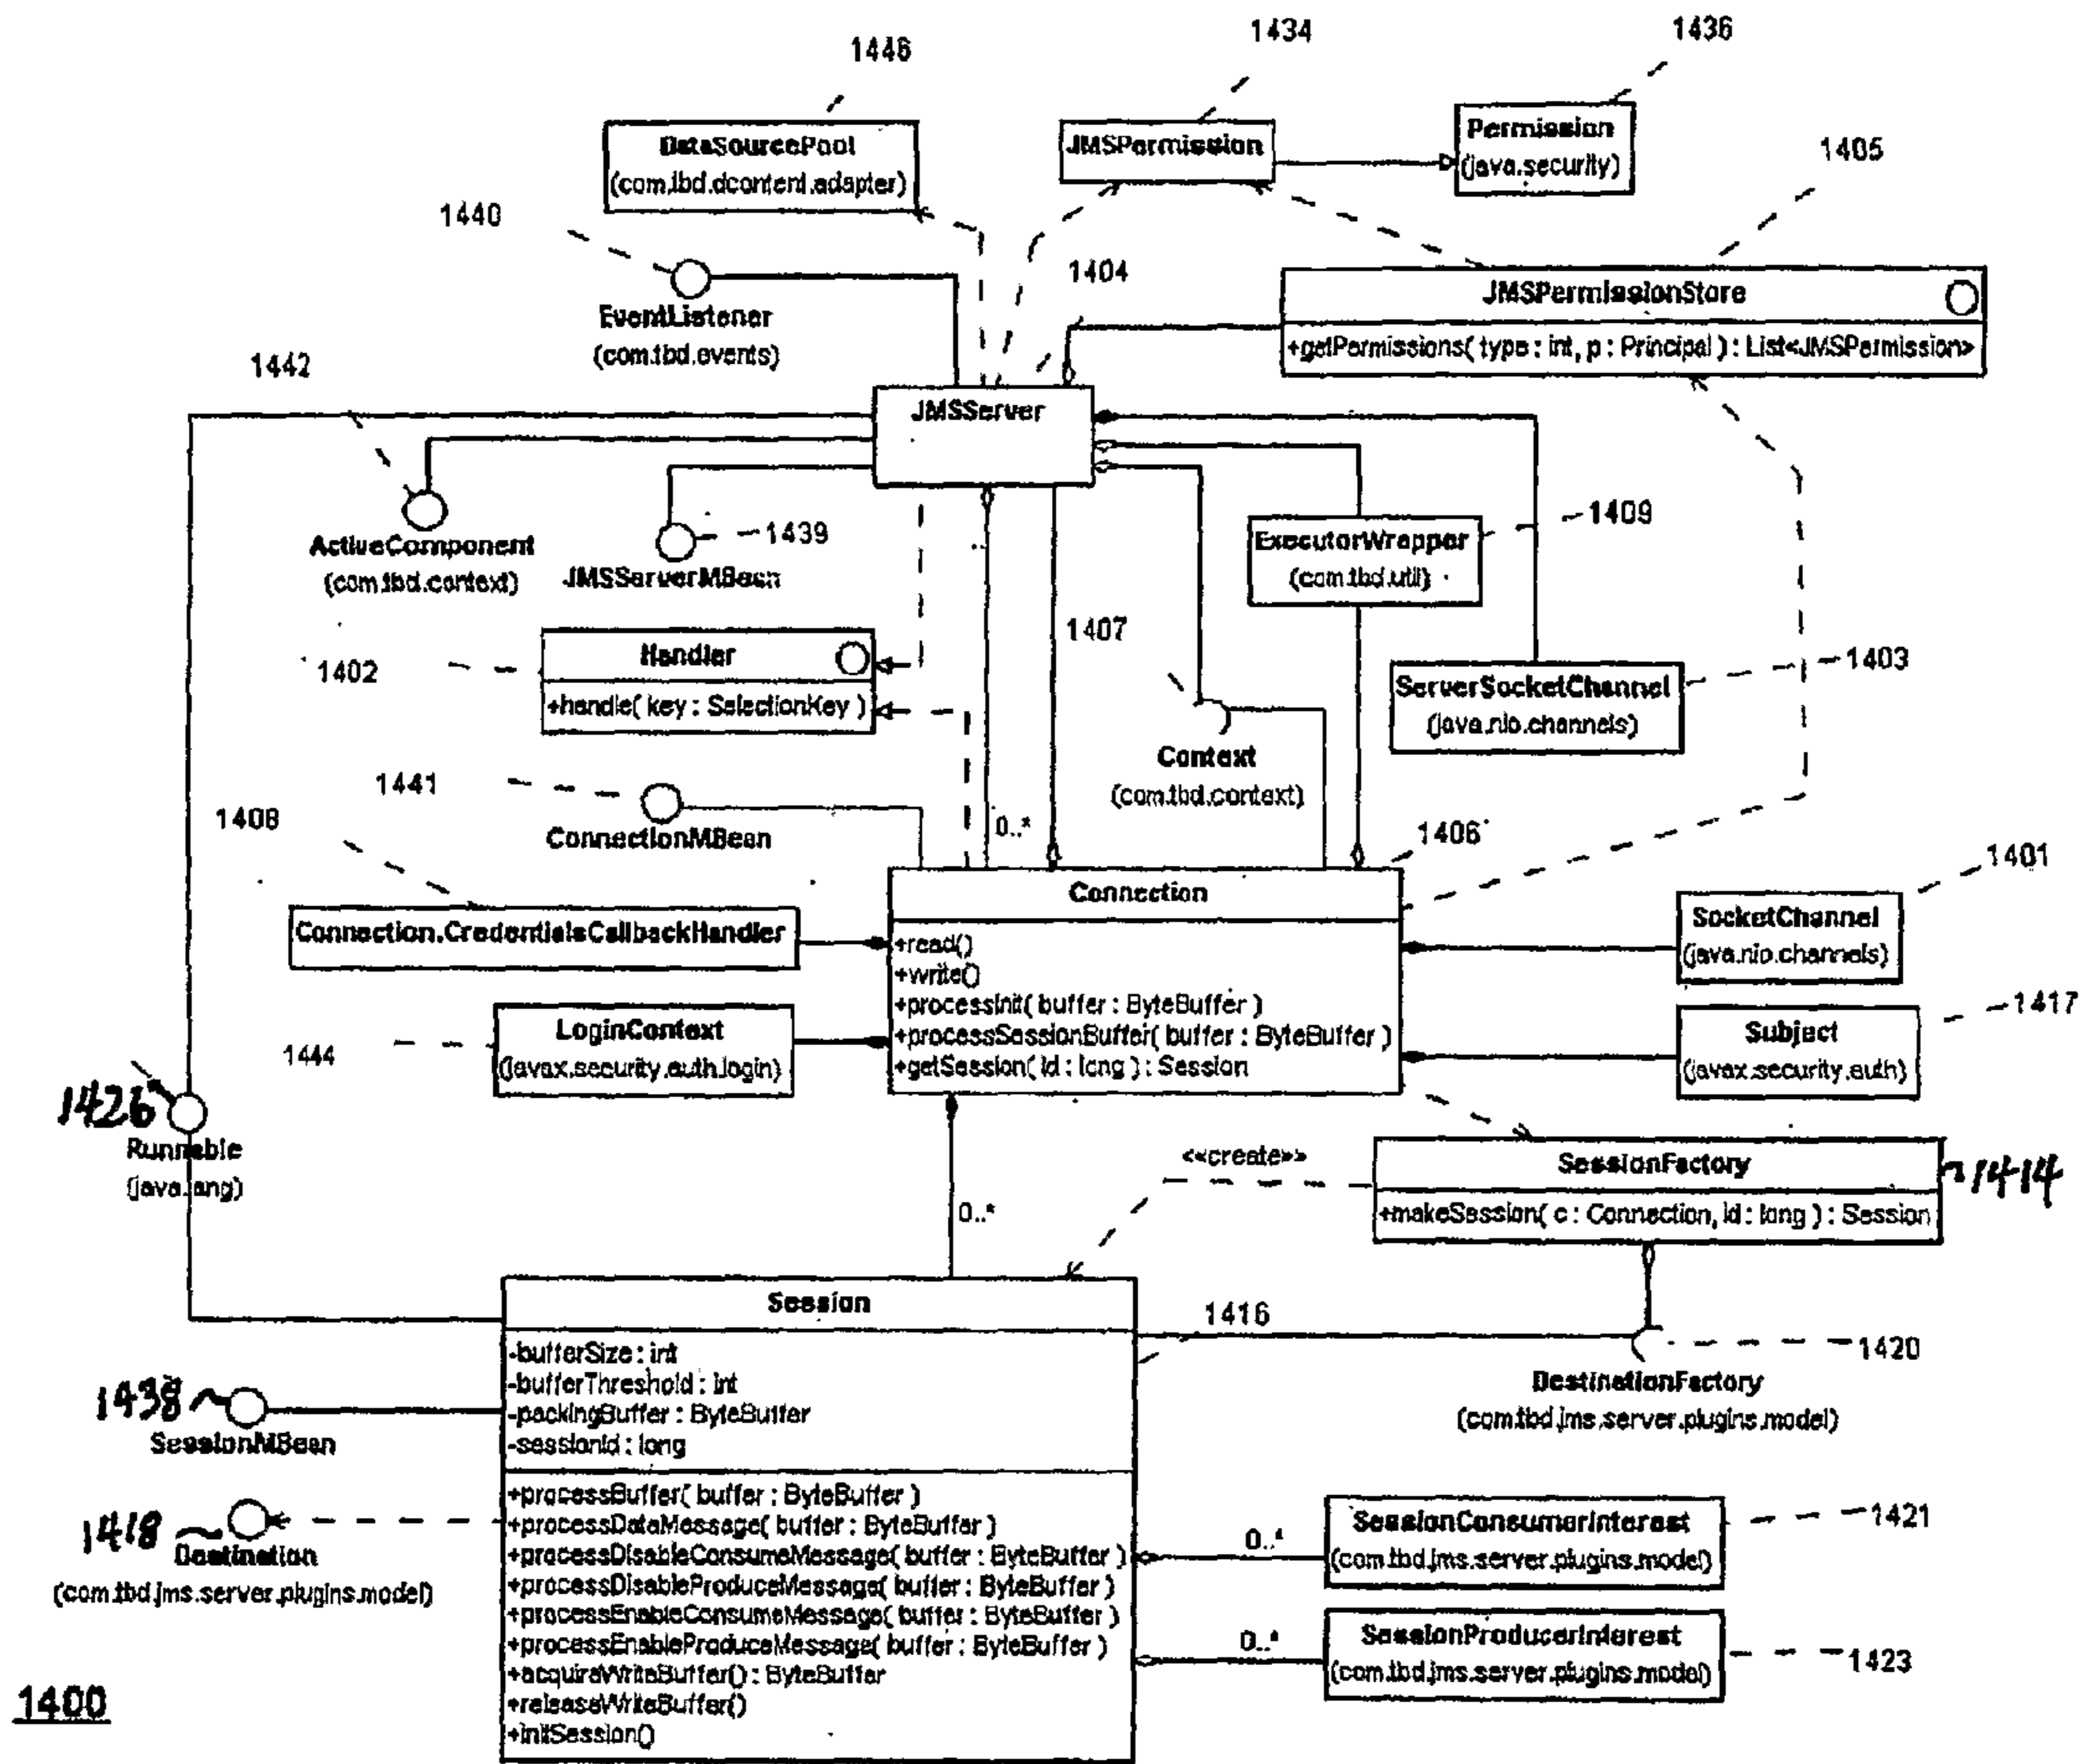 1446
1434
1436
DataSourcePool
(com.tbd.dcontent.adapter)
JMSPermission
Permission
(java.security)
1405
1440
1404
EventListener
(com.tbd.events)
JMSPermissionStore
+getPermissions( type : int, p : Principal ) : List<JMSPermission>
1442
JMSServer
ActiveComponent
(com.tbd.context)
1439
JMSServerMBean
ExecutorWrapper
(com.tbd.util)
1409
1402
Handler
+handle( key : SelectionKey )
1407
Context
(com.tbd.context)
ServerSocketChannel
(java.nio.channels)
1403
1441
ConnectionMBean
0..*
1408
1406
1401
Connection
+read()
+write()
+processInit( buffer : ByteBuffer )
+processSessionBuffer( buffer : ByteBuffer )
+getSession( id : long ) : Session
Connection.CredentialsCallbackHandler
SocketChannel
(java.nio.channels)
1417
1444
LoginContext
(javax.security.auth.login)
Subject
(javax.security.auth)
1426
Runnable
(java.lang)
<<create>>
SessionFactory
+makeSession( c : Connection, id : long ) : Session
1414
0..*
Session
-bufferSize : int
-bufferThreshold : int
-packingBuffer : ByteBuffer
-sessionId : long
+processBuffer( buffer : ByteBuffer )
+processDataMessage( buffer : ByteBuffer )
+processDisableConsumeMessage( buffer : ByteBuffer )
+processDisableProduceMessage( buffer : ByteBuffer )
+processEnableConsumeMessage( buffer : ByteBuffer )
+processEnableProduceMessage( buffer : ByteBuffer )
+acquireWriteBuffer() : ByteBuffer
+releaseWriteBuffer()
+initSession()
1416
1420
DestinationFactory
(com.tbd.jms.server.plugins.model)
1438
SessionMBean
1418
Destination
(com.tbd.jms.server.plugins.model)
0..*
SessionConsumerInterest
(com.tbd.jms.server.plugins.model)
1421
0..*
SessionProducerInterest
(com.tbd.jms.server.plugins.model)
1423
1400